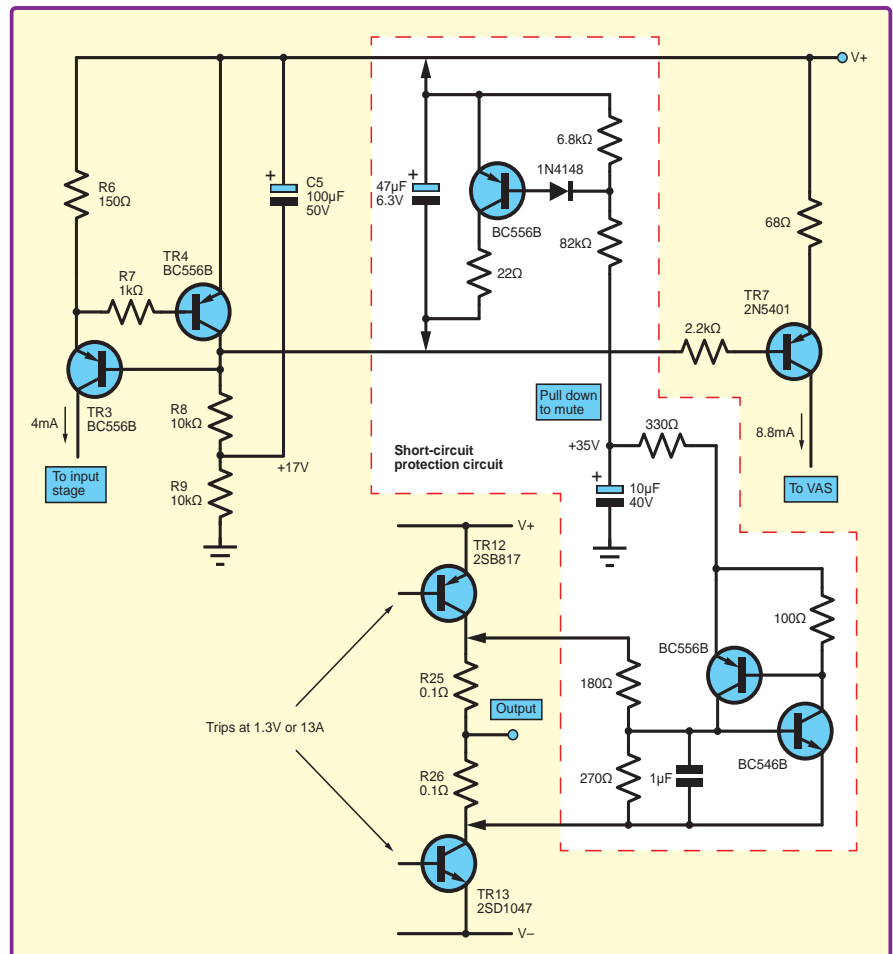 V+
6.8kΩ
R6
150Ω
+
C5
100µF
50V
+
47µF
6.3V
1N4148
BC556B
82kΩ
68Ω
TR4
BC556B
R7
1kΩ
22Ω
TR7
2N5401
2.2kΩ
TR3
BC556B
4mA
R8
10kΩ
Pull down
to mute
8.8mA
To input
stage
+17V
Short-circuit
protection circuit
+35V
330Ω
To VAS
R9
10kΩ
+
10µF
40V
V+
TR12
2SB817
100Ω
BC556B
R25
0.1Ω
180Ω
Output
Trips at 1.3V or 13A
BC546B
R26
0.1Ω
270Ω
1µF
TR13
2SD1047
V–